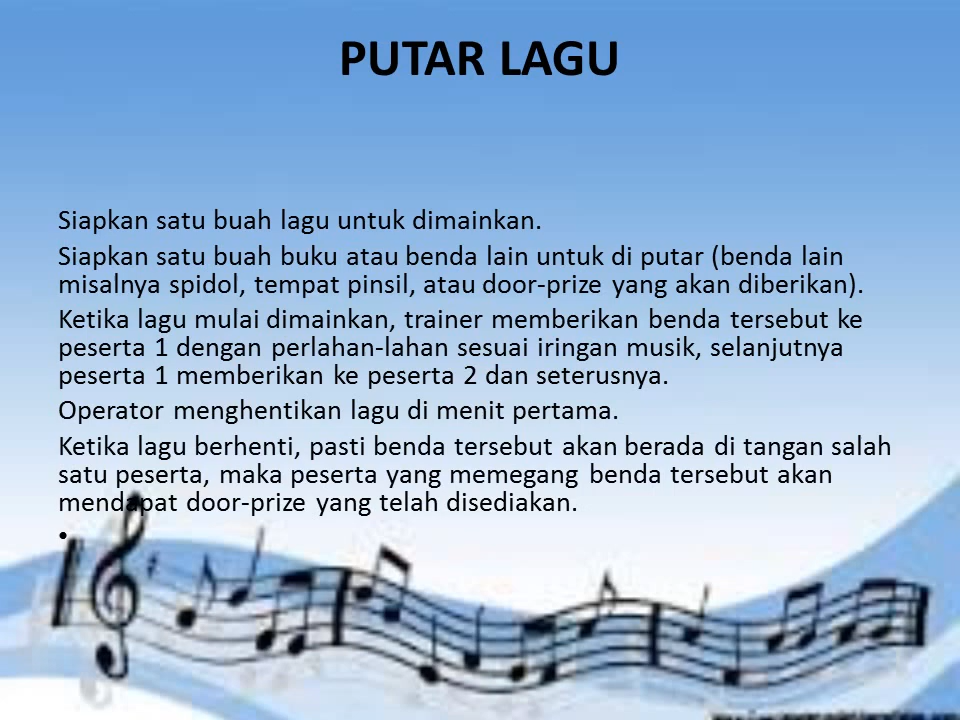 PUTAR LAGU
Siapkan satu buah lagu untuk dimainkan.
Siapkan satu buah buku atau benda lain untuk di putar (benda lain
misalnya spidol, tempat pinsil, atau door-prize yang akan diberikan).
Ketika lagu mulai dimainkan, trainer memberikan benda tersebut ke
peserta 1 dengan perlahan-lahan sesuai iringan musik, selanjutnya
peserta 1 memberikan ke peserta 2 dan seterusnya.
Operator menghentikan lagu di menit pertama.
Ketika lagu berhenti, pasti benda tersebut akan berada di tangan salah
satu peserta, maka peserta yang memegang benda tersebut akan
mendapat door-prize yang telah disediakan.
•